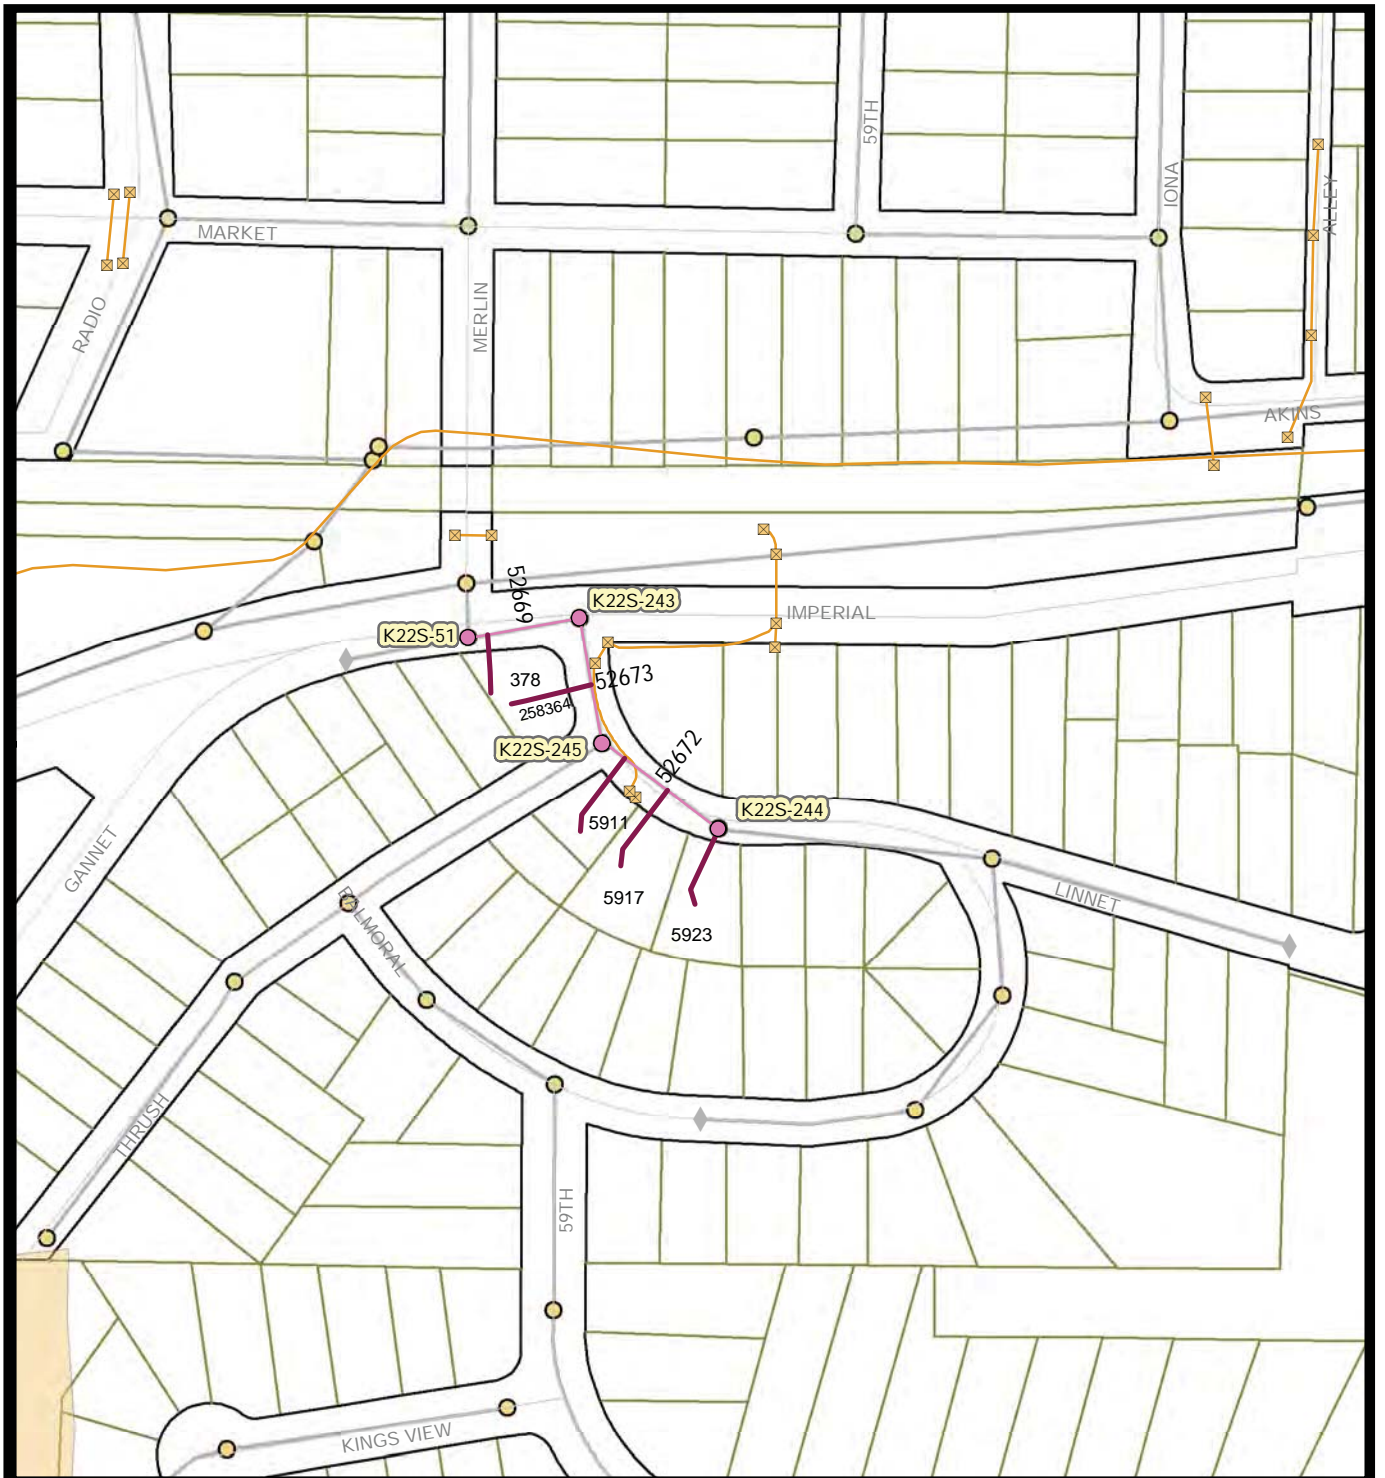 59TH
IONA
ALLEY
MARKET
RADIO
MERLIN
AKINS
52669
K22S-243
IMPERIAL
K22S-51
378
52673
258364
K22S-245
52672
K22S-244
5911
GANNET
BALMORAL
5917
LINNET
5923
THRUSH
59TH
KINGS VIEW